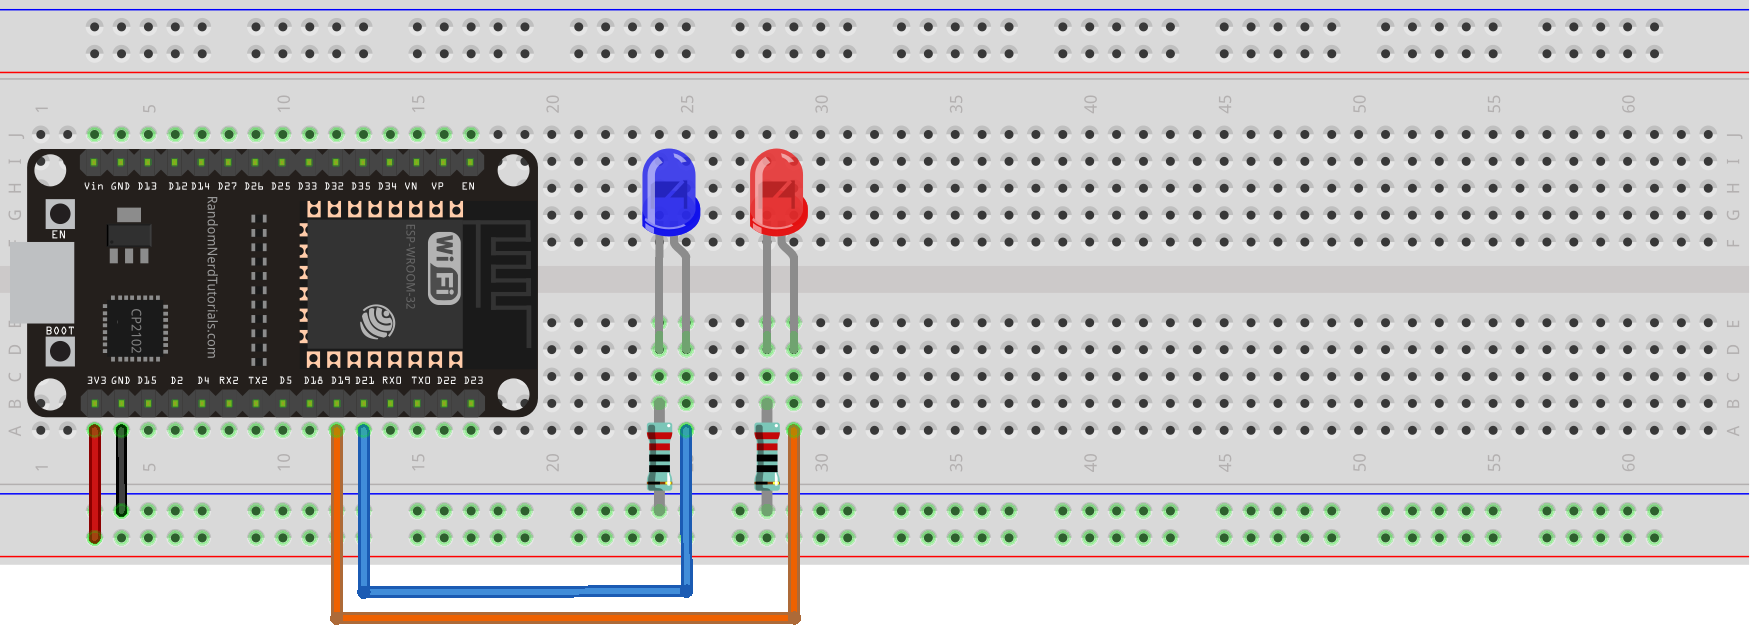 1 5 10 15 20 25 30 35 40 45 50 55 60
J J
I I
H H
G G
F F
Vin GND D13 D12 D14 D27 D26 D25 D33 D32 D35 D34 VN VP EN
EN
RandomNerdTutorials.com
ESP-WROOM-32
WiFi
CP2102
BOOT
3V3 GND D15 D2 D4 RX2 TX2 D5 D18 D19 D21 RX0 TX0 D22 D23
E E
D D
C C
B B
A A
1 5 10 15 20 25 30 35 40 45 50 55 60